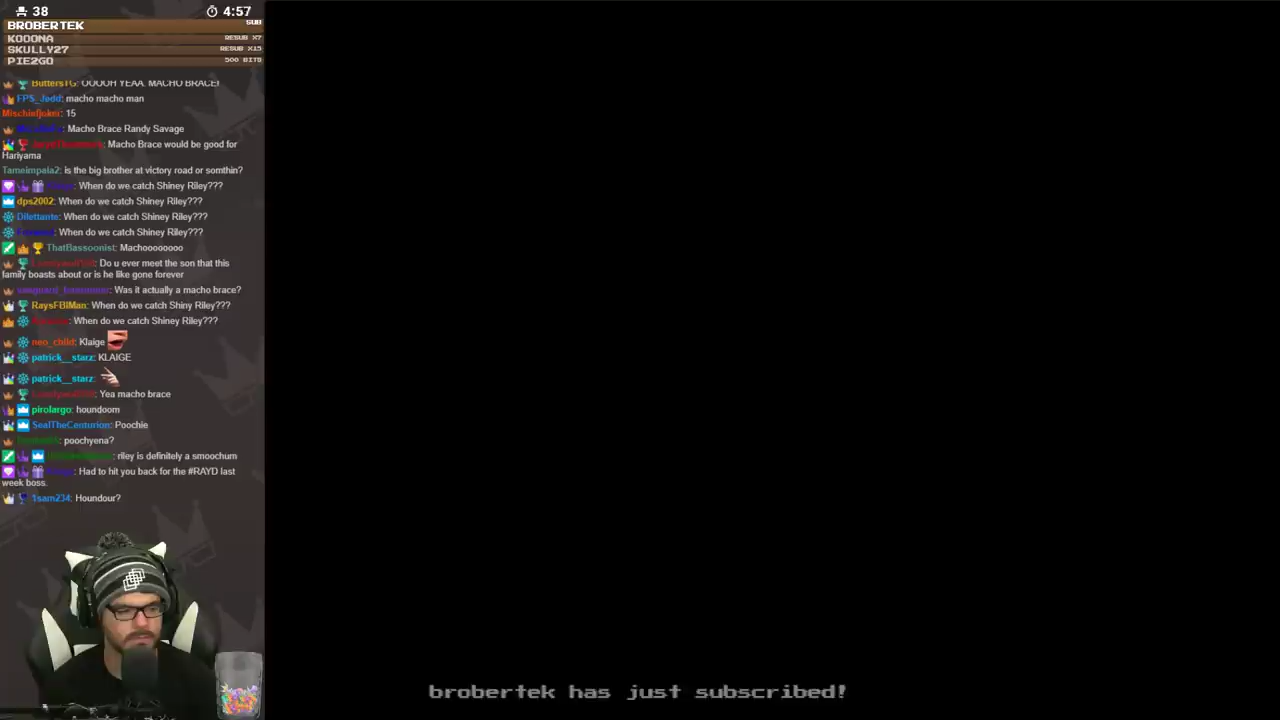 38 4:57
BROBERTEK SUB
KOOONA RESUB X7
SKULLY27 RESUB X15
PIE2GO 500 BITS
ButtersTG: OOOOH YEAA. MACHO BRACE!
FPS_Jedd: macho macho man
Mischiefjoker: 15
Macho Brace Randy Savage
Macho Brace would be good for
Hariyama
Tameimpala2: is the big brother at victory road or somthin?
When do we catch Shiney Riley???
dps2002: When do we catch Shiney Riley???
Dilettante: When do we catch Shiney Riley???
When do we catch Shiney Riley???
ThatBassoonist: Machooooooo
Do u ever meet the son that this
family boasts about or is he like gone forever
Was it actually a macho brace?
RaysFBIMan: When do we catch Shiny Riley???
When do we catch Shiney Riley???
neo_child: Klaige
patrick__starz: KLAIGE
patrick__starz:
Yea macho brace
pirolargo: houndoom
SealTheCenturion: Poochie
poochyena?
riley is definitely a smoochum
Had to hit you back for the #RAYD last
week boss.
1sam234: Houndour?
brobertek has just subscribed!